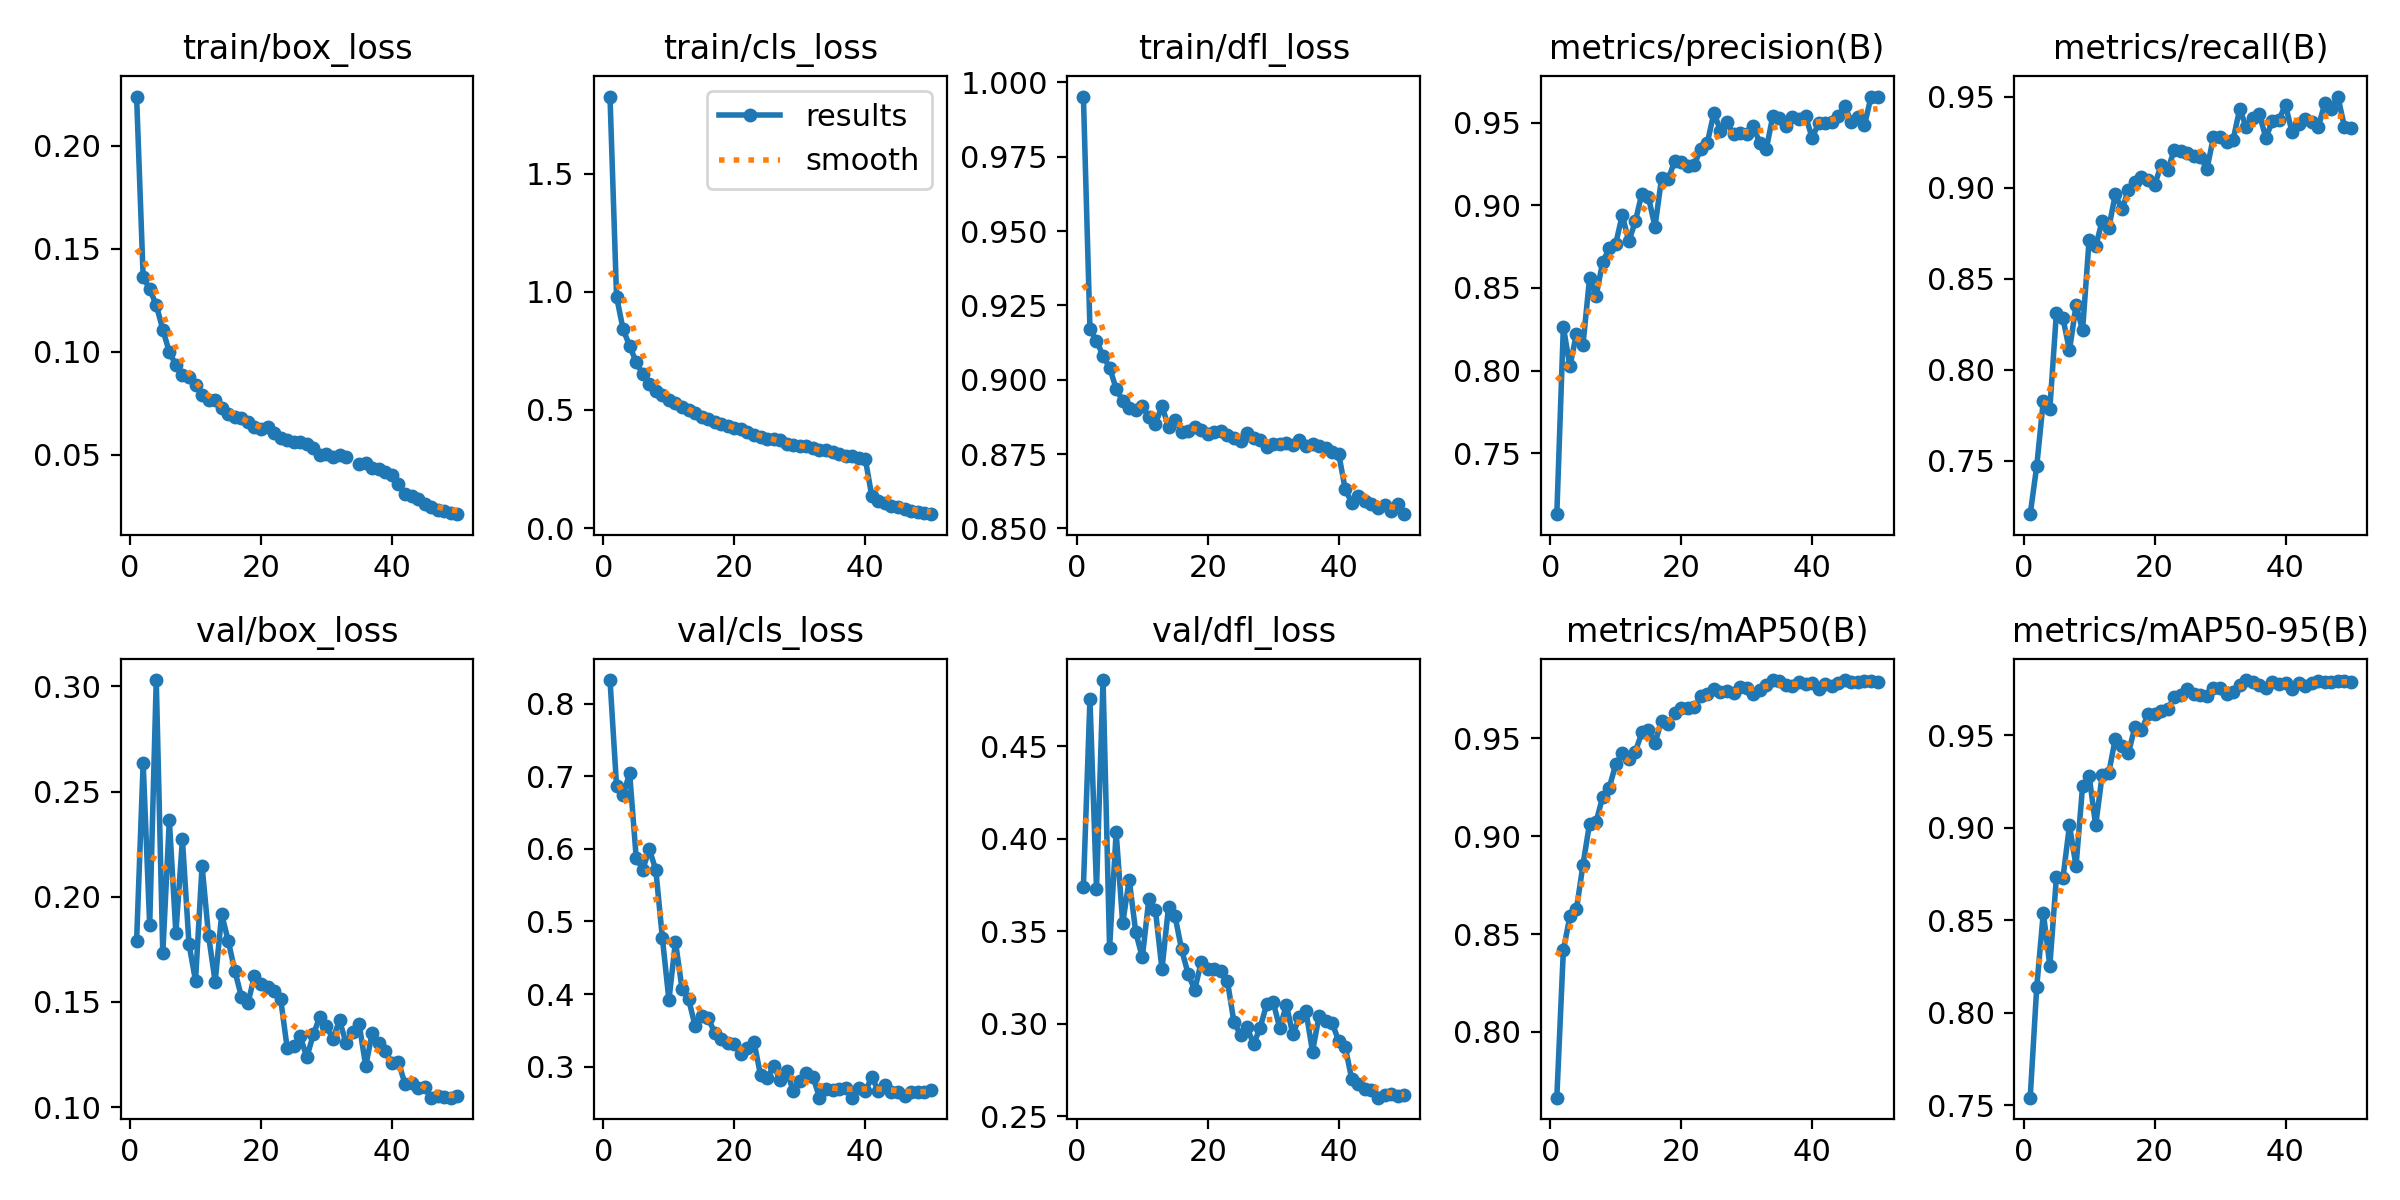 train/box_loss
0.20
0.15
0.10
0.05
0 20 40
train/cls_loss
results
smooth
1.5
1.0
0.5
0.0
0 20 40
train/dfl_loss
1.000
0.975
0.950
0.925
0.900
0.875
0.850
0 20 40
metrics/precision(B)
0.95
0.90
0.85
0.80
0.75
0 20 40
metrics/recall(B)
0.95
0.90
0.85
0.80
0.75
0 20 40
val/box_loss
0.30
0.25
0.20
0.15
0.10
0 20 40
val/cls_loss
0.8
0.7
0.6
0.5
0.4
0.3
0 20 40
val/dfl_loss
0.45
0.40
0.35
0.30
0.25
0 20 40
metrics/mAP50(B)
0.95
0.90
0.85
0.80
0 20 40
metrics/mAP50-95(B)
0.95
0.90
0.85
0.80
0.75
0 20 40